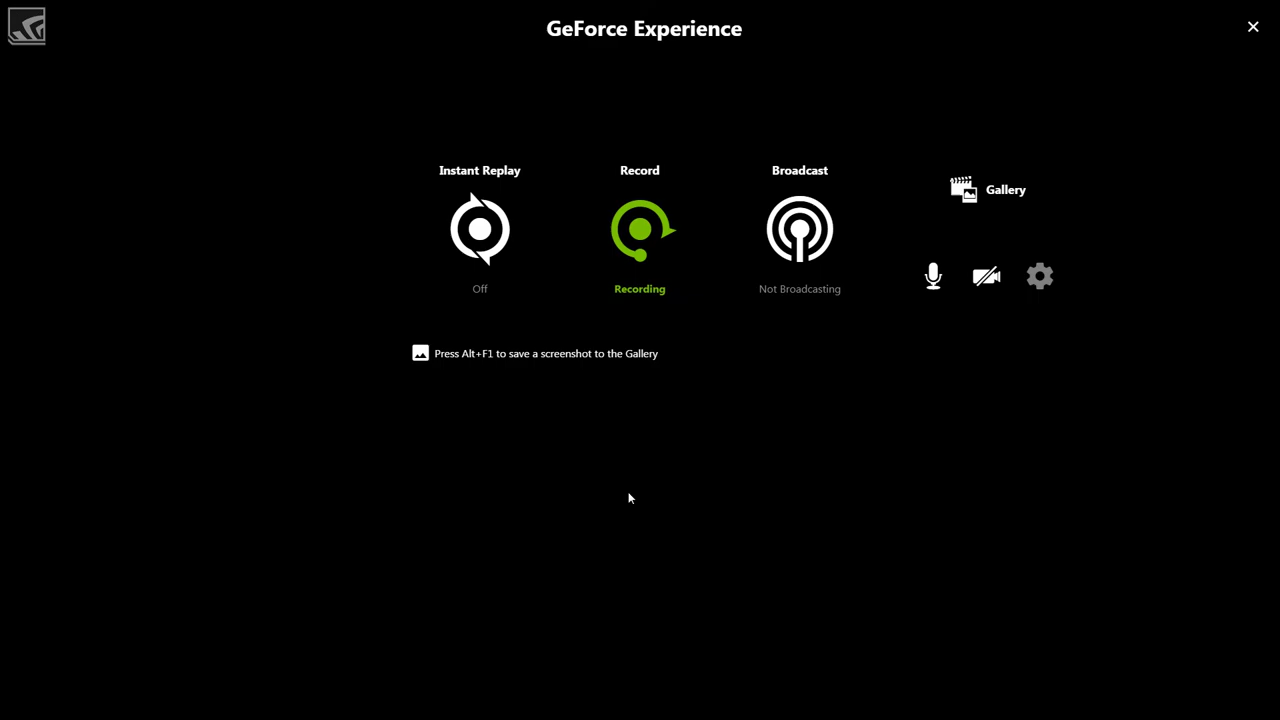 GeForce Experience
Instant Replay
Record
Broadcast
Gallery
Off
Recording
Not Broadcasting
Press Alt+F1 to save a screenshot to the Gallery